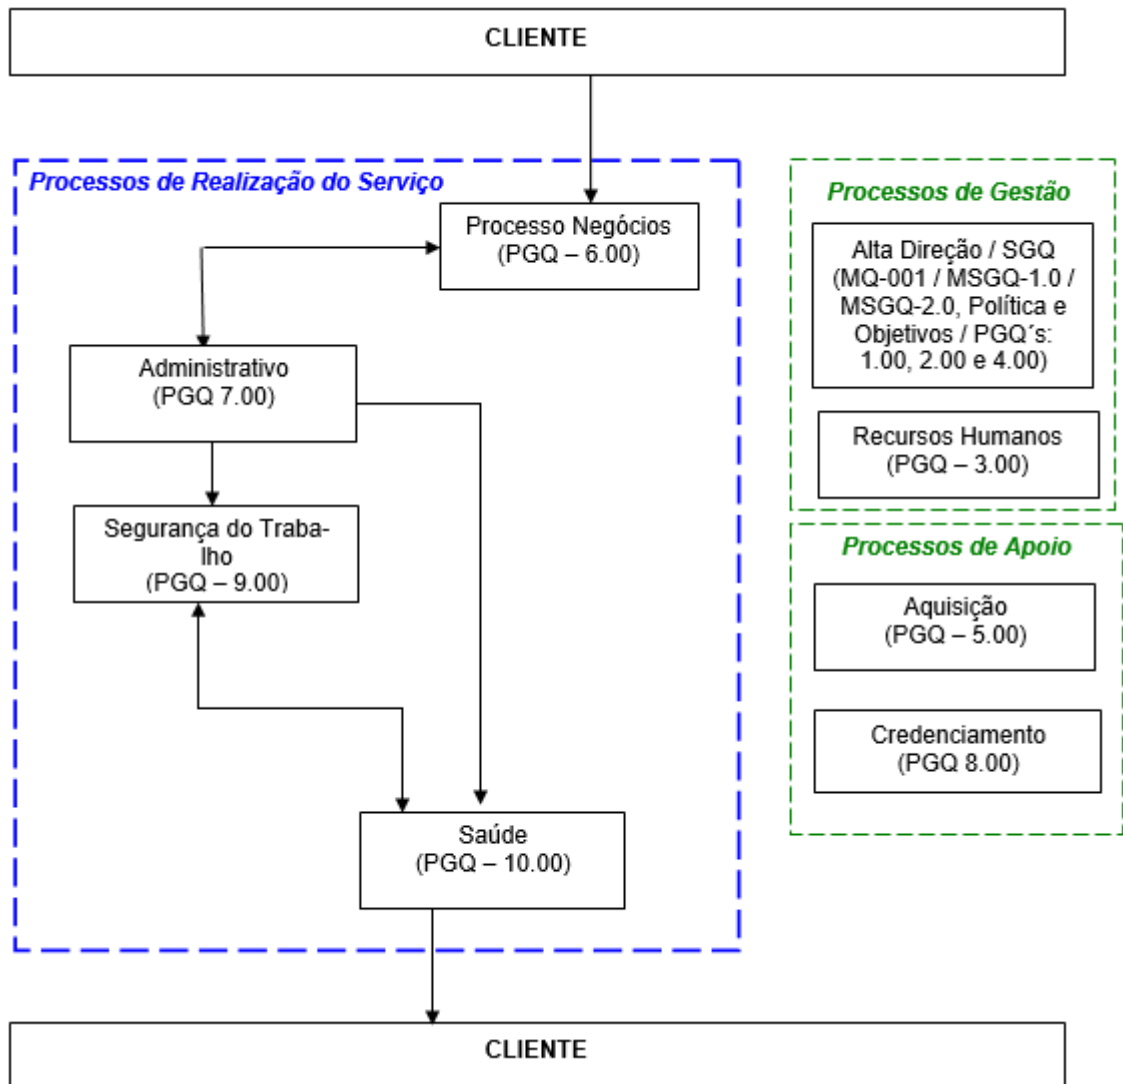 CLIENTE
Processos de Realização do Serviço
Processo Negócios
(PGQ – 6.00)
Administrativo
(PGQ 7.00)
Segurança do Traba-
lho
(PGQ – 9.00)
Saúde
(PGQ – 10.00)
Processos de Gestão
Alta Direção / SGQ
(MQ-001 / MSGQ-1.0 /
MSGQ-2.0, Política e
Objetivos / PGQ´s:
1.00, 2.00 e 4.00)
Recursos Humanos
(PGQ – 3.00)
Processos de Apoio
Aquisição
(PGQ – 5.00)
Credenciamento
(PGQ 8.00)
CLIENTE